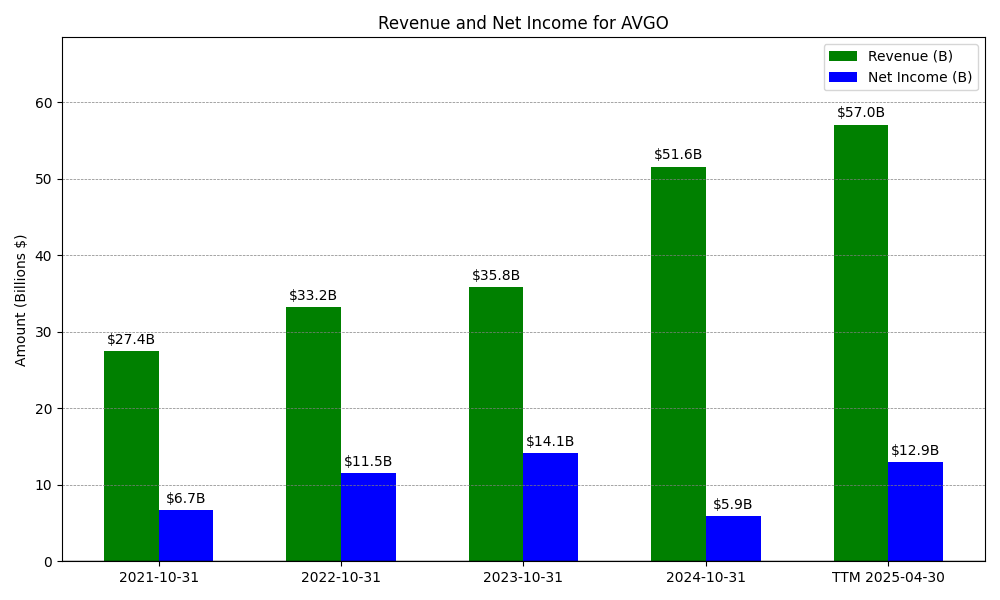 Revenue and Net Income for AVGO
Revenue (B)
Net Income (B)
Amount (Billions $)
60
50
40
30
20
10
0
$27.4B
$6.7B
$33.2B
$11.5B
$35.8B
$14.1B
$51.6B
$5.9B
$57.0B
$12.9B
2021-10-31
2022-10-31
2023-10-31
2024-10-31
TTM 2025-04-30